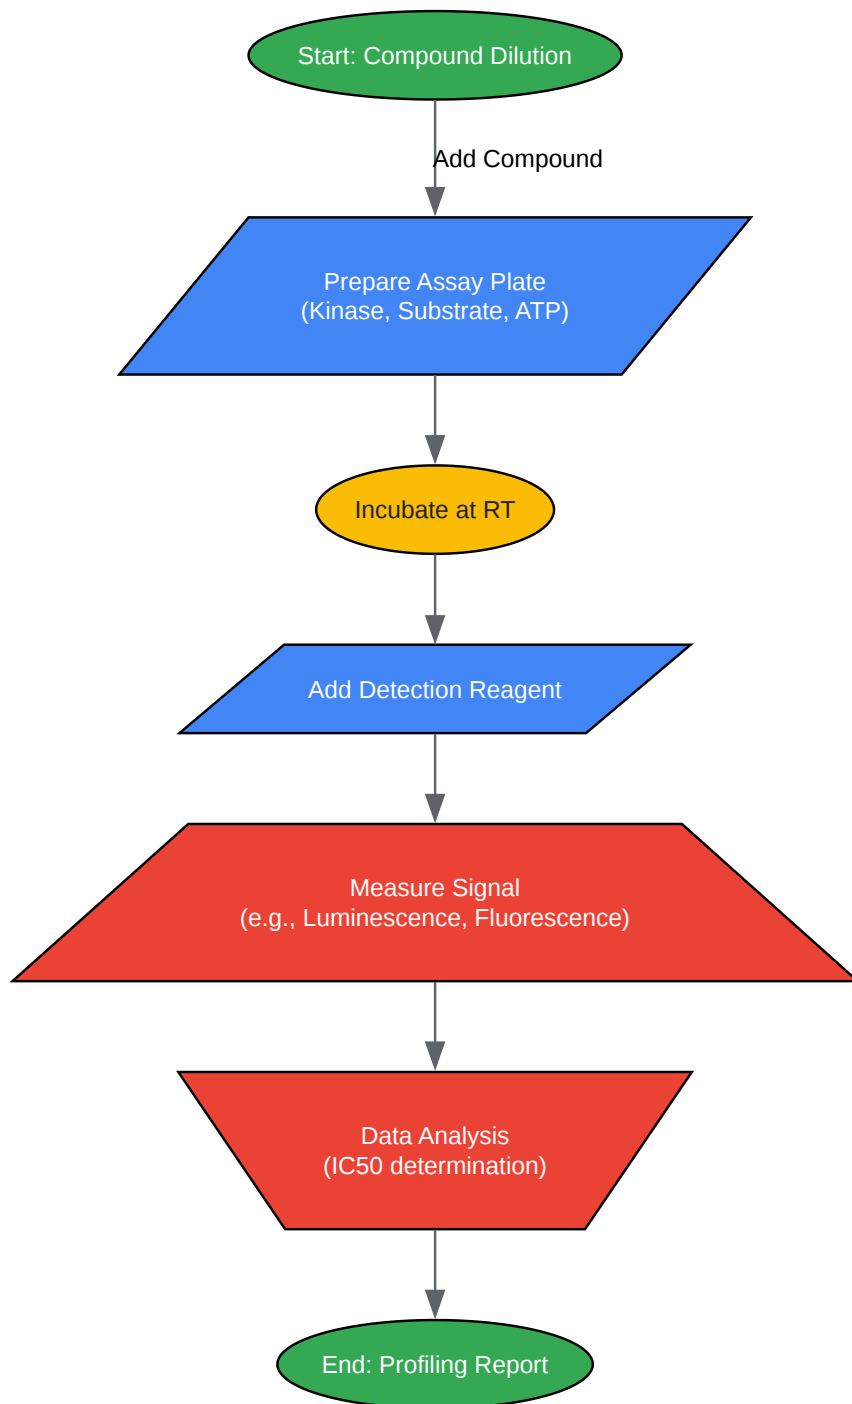 Start: Compound Dilution
Add Compound
Prepare Assay Plate
(Kinase, Substrate, ATP)
Incubate at RT
Add Detection Reagent
Measure Signal
(e.g., Luminescence, Fluorescence)
Data Analysis
(IC50 determination)
End: Profiling Report